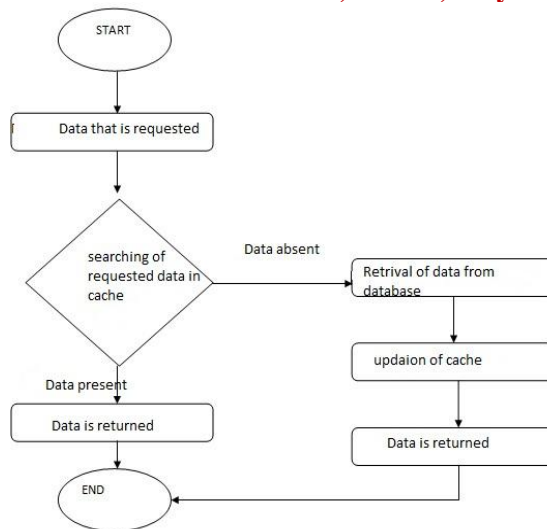 START
Data that is requested
searching of
requested data in
cache
Data absent
Retrival of data from
database
updaion of cache
Data is returned
Data present
Data is returned
END